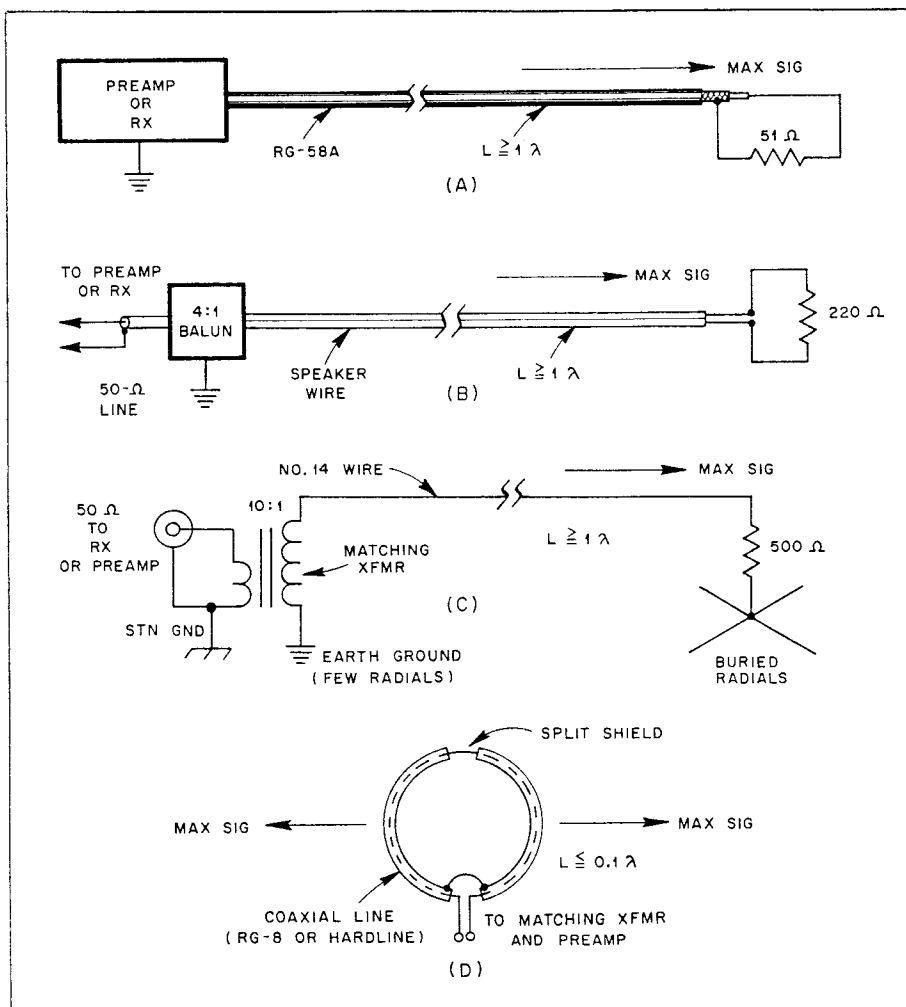 PREAMP
OR
RX
MAX SIG
RG-58A
L ≧ 1 λ
51 Ω
(A)
TO PREAMP
OR RX
4:1
BALUN
MAX SIG
220 Ω
SPEAKER
WIRE
L ≧ 1 λ
50-Ω
LINE
(B)
NO. 14 WIRE
MAX SIG
50 Ω
TO
RX
OR PREAMP
10:1
MATCHING
XFMR
L ≧ 1 λ
500 Ω
(C)
STN GND
EARTH GROUND
(FEW RADIALS)
BURIED
RADIALS
SPLIT SHIELD
MAX SIG
MAX SIG
L ≦ 0.1 λ
COAXIAL LINE
(RG-8 OR HARDLINE)
TO MATCHING XFMR
AND PREAMP
(D)